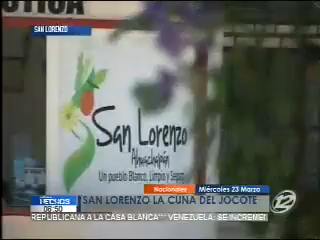 TICA
SAN LORENZO
San Lorenzo
Ahuachapán
Un pueblo Blanco, Limpio y Seguro
Nacionales
Miércoles 23 Marzo
HECHOS
SAN LORENZO LA CUNA DEL JOCOTE
12
08:50
REPUBLICANA A LA CASA BLANCA*** VENEZUELA: SE INCREME